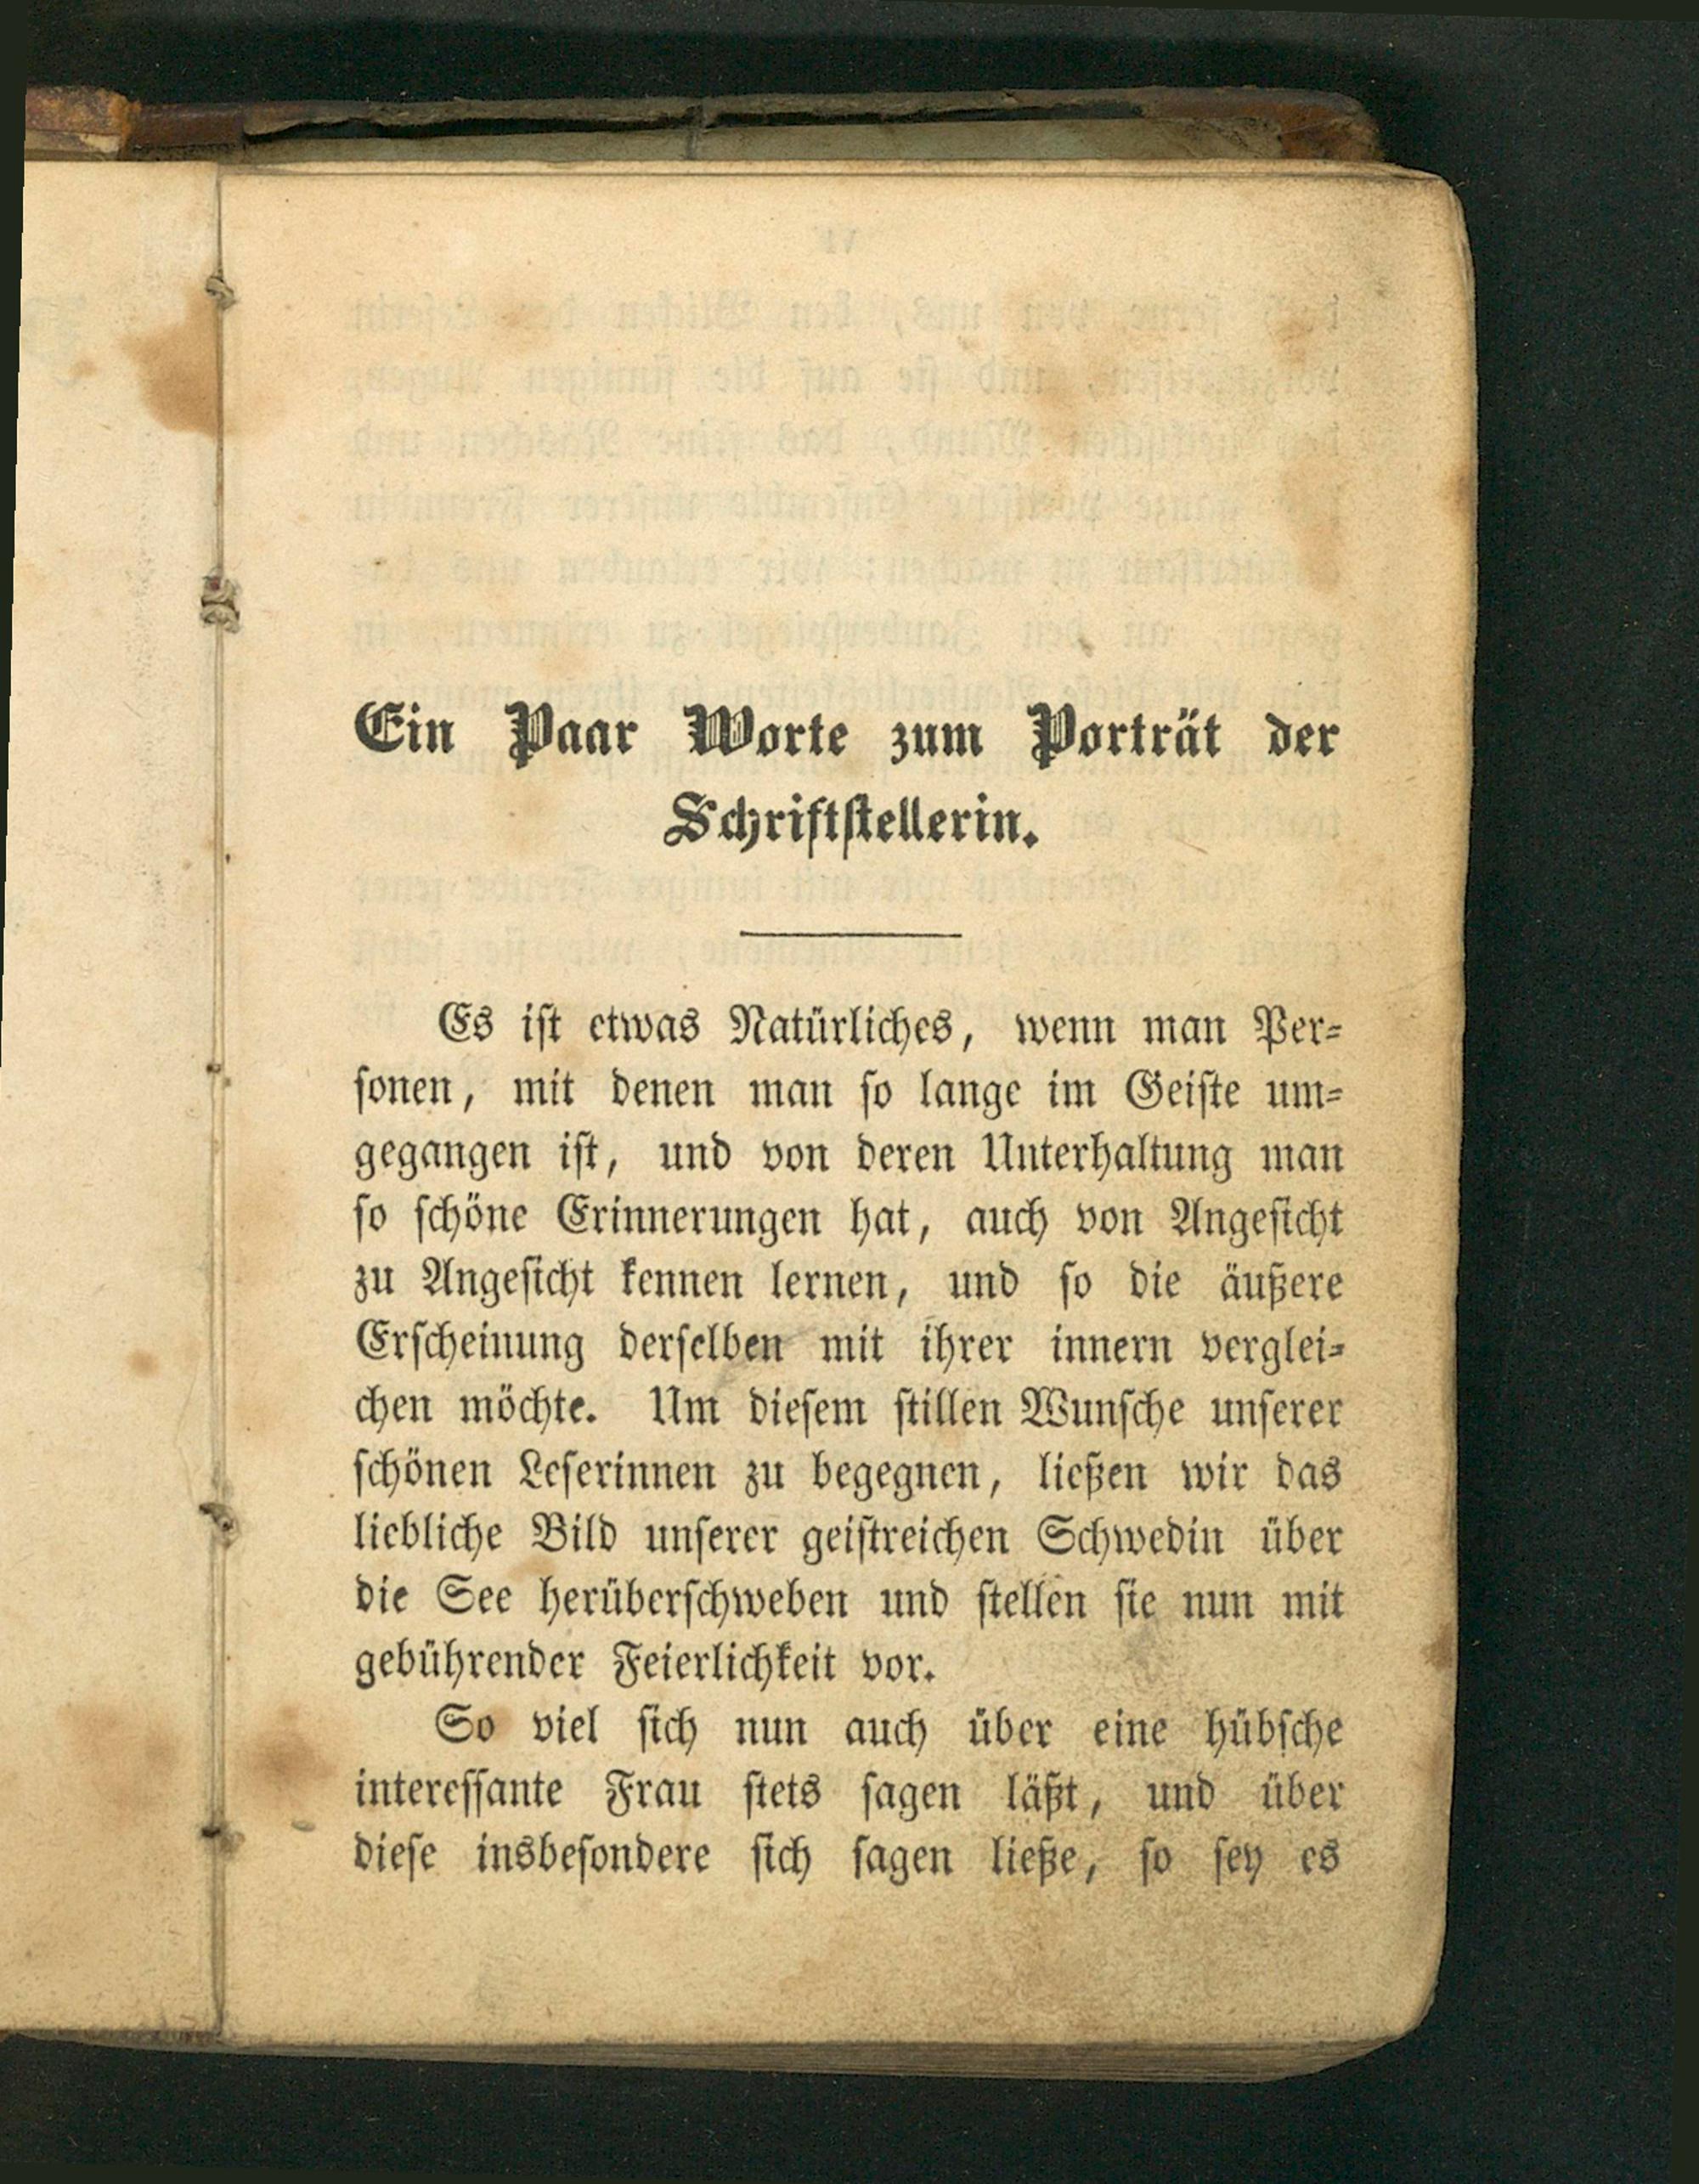 Ein Paar Worte zum Porträt der
Schriftſtellerin.
Es iſt etwas Natürliches, wenn man Per⸗
ſonen, mit denen man ſo lange im Geiſte um⸗
gegangen iſt, und von deren Unterhaltung man
ſo ſchöne Erinnerungen hat, auch von Angeſicht
zu Angeſicht kennen lernen, und ſo die äußere
Erſcheinung derſelben mit ihrer innern verglei⸗
chen möchte. Um dieſem ſtillen Wunſche unſerer
ſchönen Leſerinnen zu begegnen, ließen wir das
liebliche Bild unſerer geiſtreichen Schwedin über
die See herüberſchweben und ſtellen ſie nun mit
gebührender Feierlichkeit vor.
So viel ſich nun auch über eine hübſche
intereſſante Frau ſtets ſagen läßt, und über
dieſe insbeſondere ſich ſagen ließe, ſo ſey es